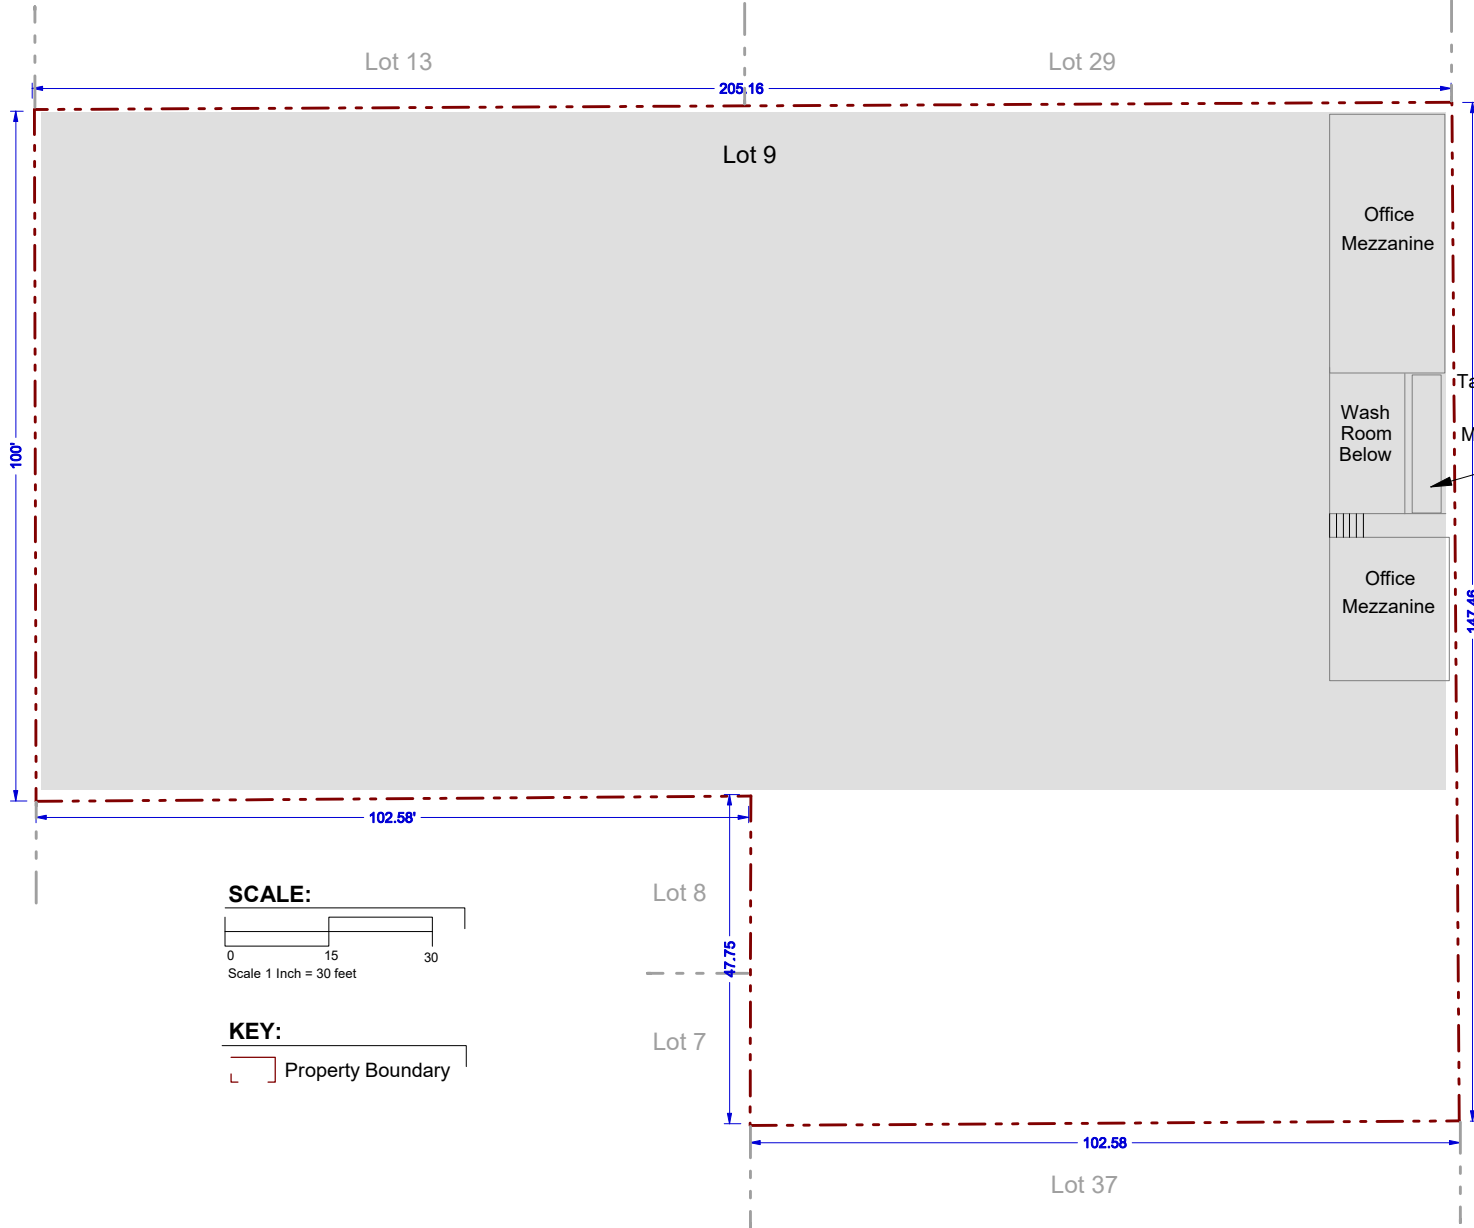 Lot 13
Lot 29
205.16
Lot 9
Office
Mezzanine
100'
Wash
Room
Below
Office
Mezzanine
147.46
102.58'
SCALE:
0 15 30
Scale 1 Inch = 30 feet
Lot 8
47.75
KEY:
Property Boundary
Lot 7
102.58
Lot 37